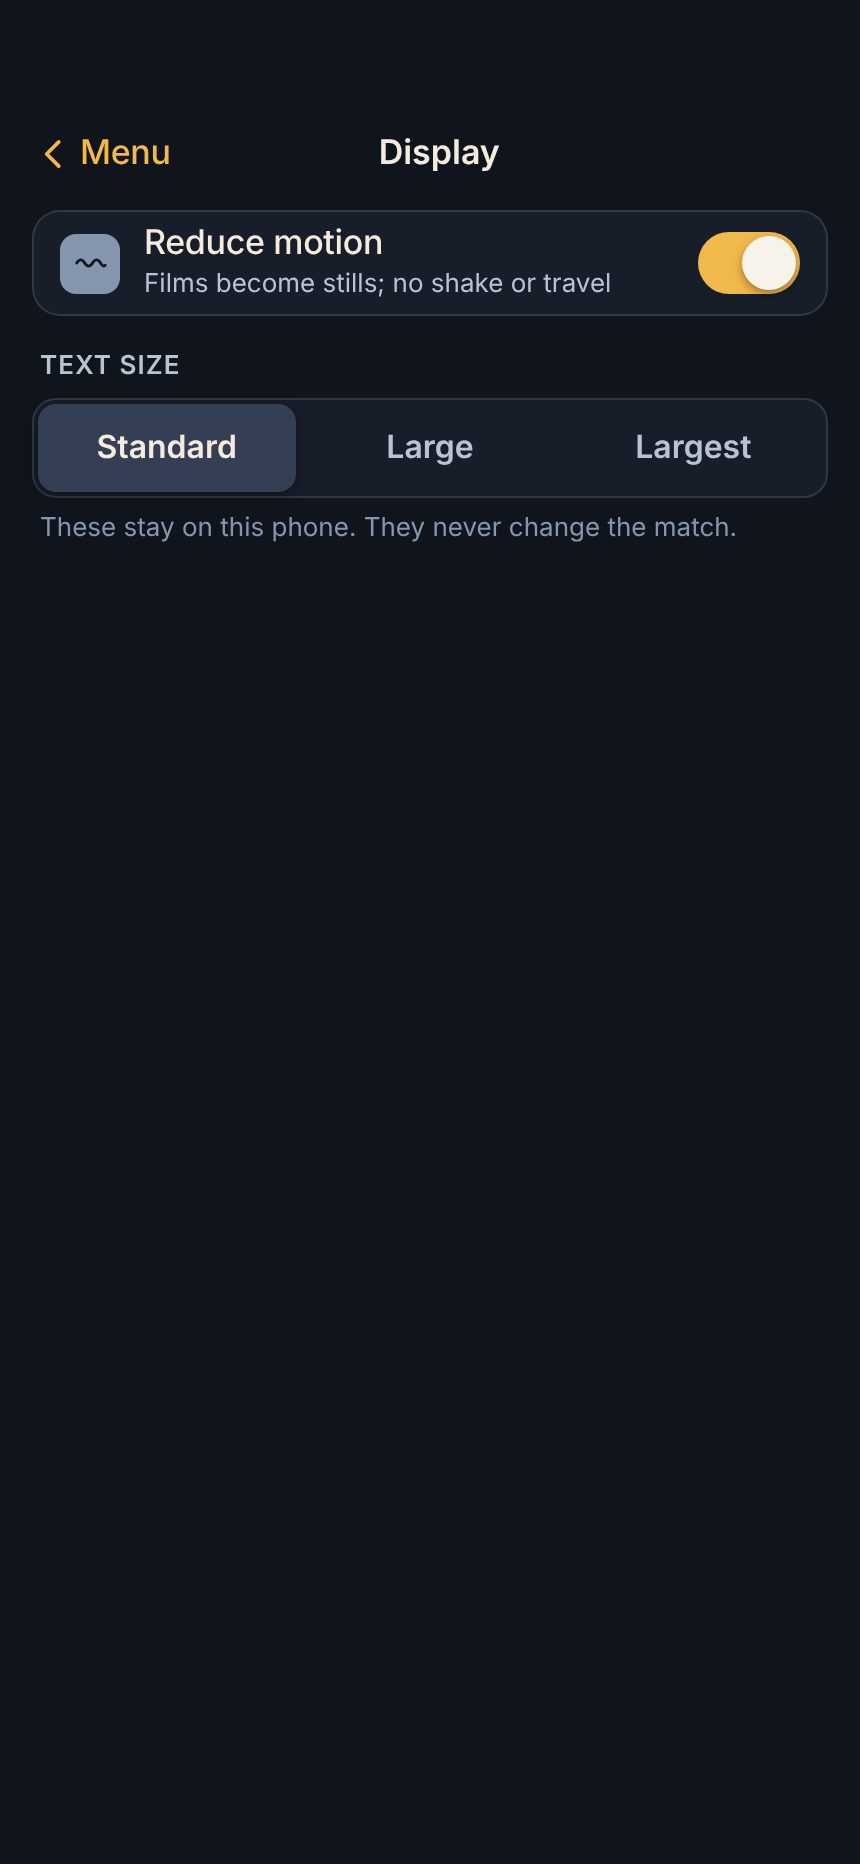 Menu
Display
Reduce motion
Films become stills; no shake or travel
TEXT SIZE
Standard
Large
Largest
These stay on this phone. They never change the match.